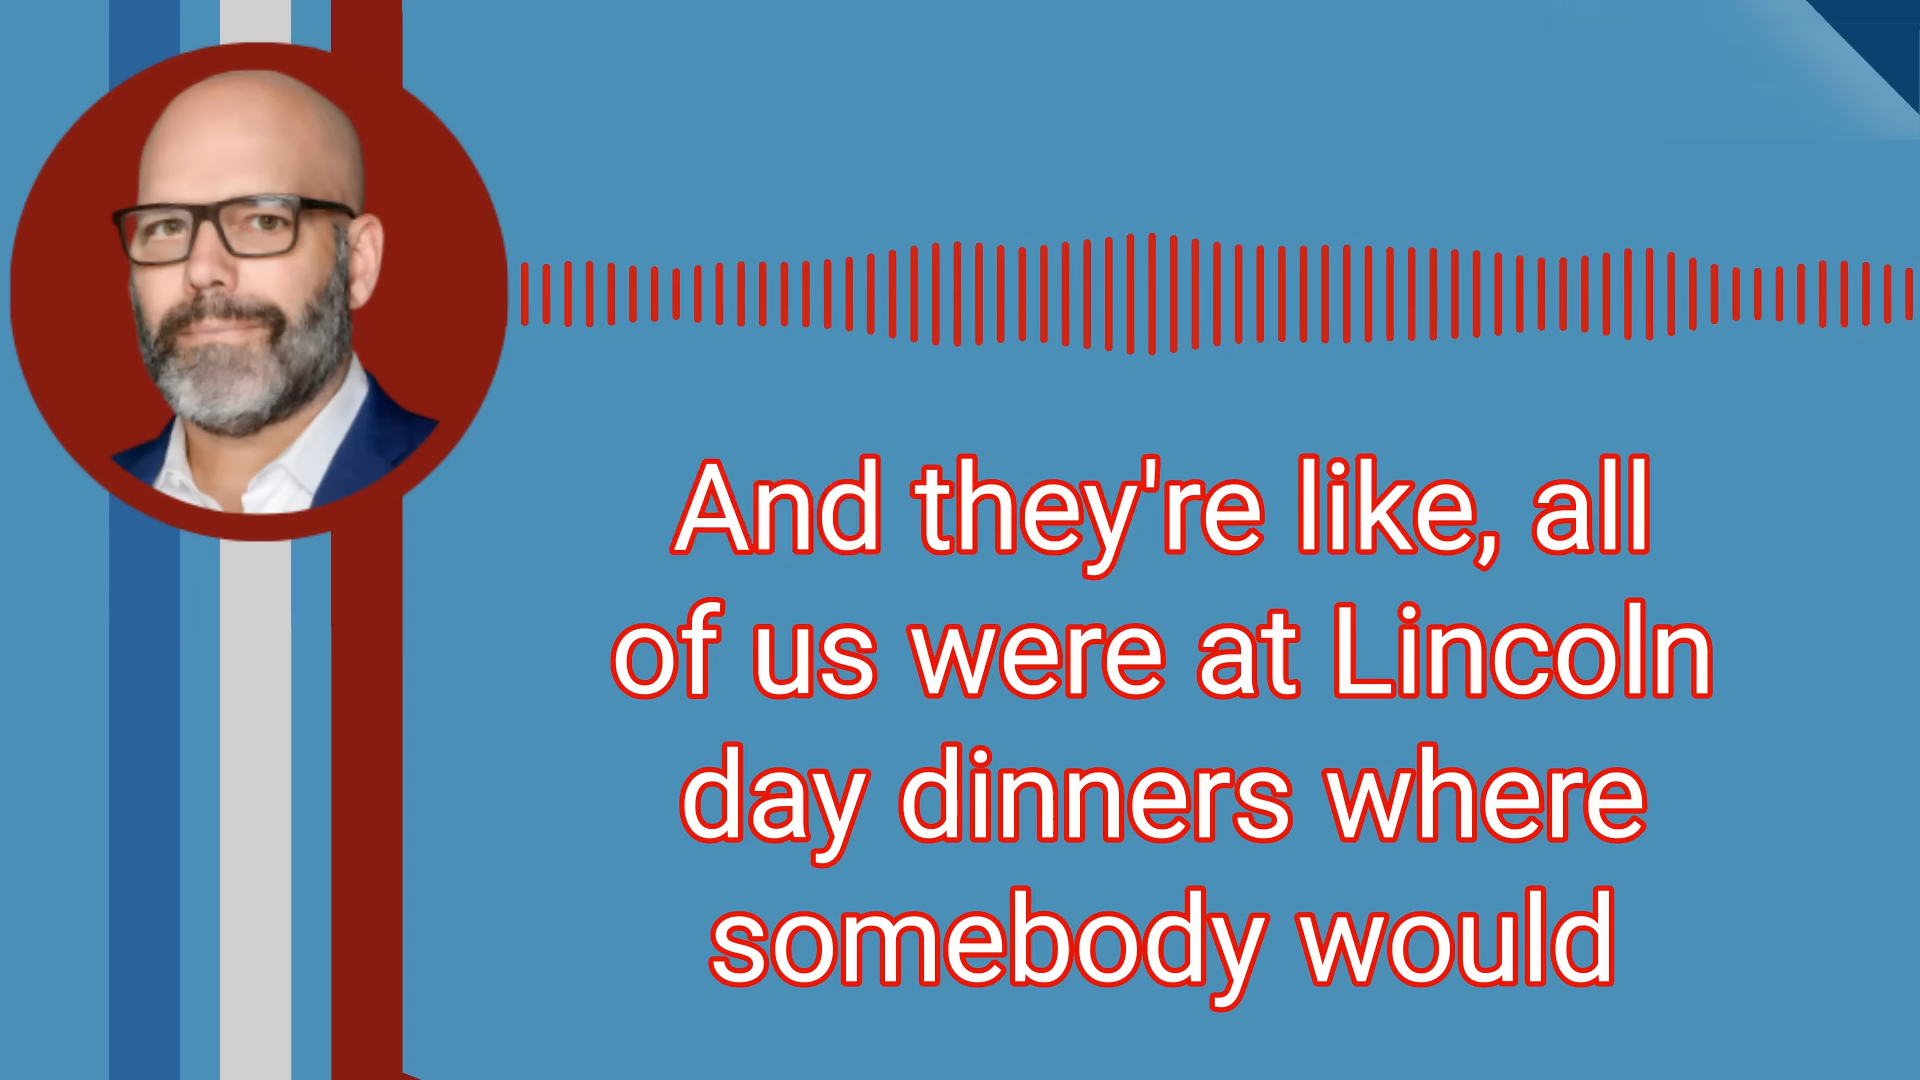 And they're like, all
of us were at Lincoln
day dinners where
somebody would